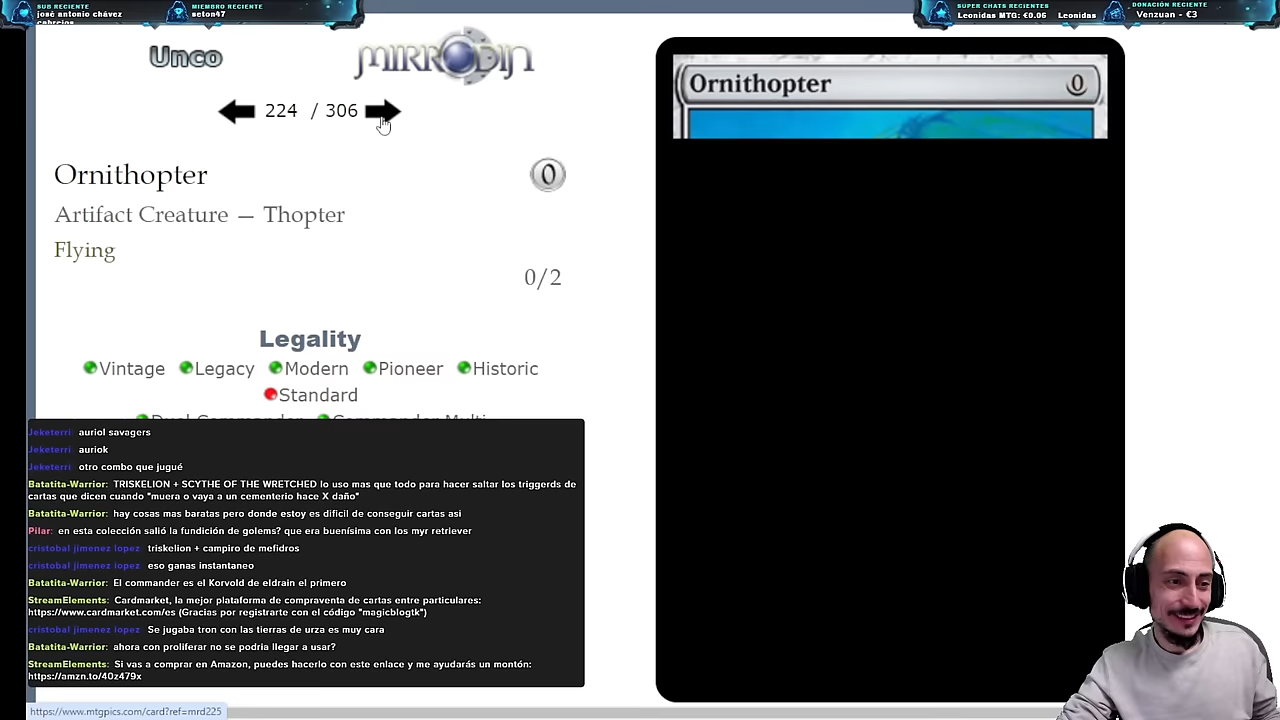 SUB RECIENTE
josé antonio chávez
cabrejos
MIEMBRO RECIENTE
seton47
SUPER CHATS RECIENTES
Leonidas MTG: €0.06 Leonidas
DONACIÓN RECIENTE
Venzuan - €3
Unco
MIRRODIN
224 / 306
Ornithopter 0
Artifact Creature — Thopter
Flying
0/2
Legality
Vintage Legacy Modern Pioneer Historic
Standard
Duel Commander Commander Multi
Ornithopter 0
Jeketerri: auriol savagers
Jeketerri: auriok
Jeketerri: otro combo que jugué
Batatita-Warrior: TRISKELION + SCYTHE OF THE WRETCHED lo uso mas que todo para hacer saltar los triggerds de
cartas que dicen cuando "muera o vaya a un cementerio hace X daño"
Batatita-Warrior: hay cosas mas baratas pero donde estoy es dificil de conseguir cartas asi
Pilar: en esta colección salió la fundición de golems? que era buenísima con los myr retriever
cristobal jimenez lopez: triskelion + campiro de mefidros
cristobal jimenez lopez: eso ganas instantaneo
Batatita-Warrior: El commander es el Korvold de eldrain el primero
StreamElements: Cardmarket, la mejor plataforma de compraventa de cartas entre particulares:
https://www.cardmarket.com/es (Gracias por registrarte con el código "magicblogtk")
cristobal jimenez lopez: Se jugaba tron con las tierras de urza es muy cara
Batatita-Warrior: ahora con proliferar no se podria llegar a usar?
StreamElements: Si vas a comprar en Amazon, puedes hacerlo con este enlace y me ayudarás un montón:
https://amzn.to/40z479x
https://www.mtgpics.com/card?ref=mrd225